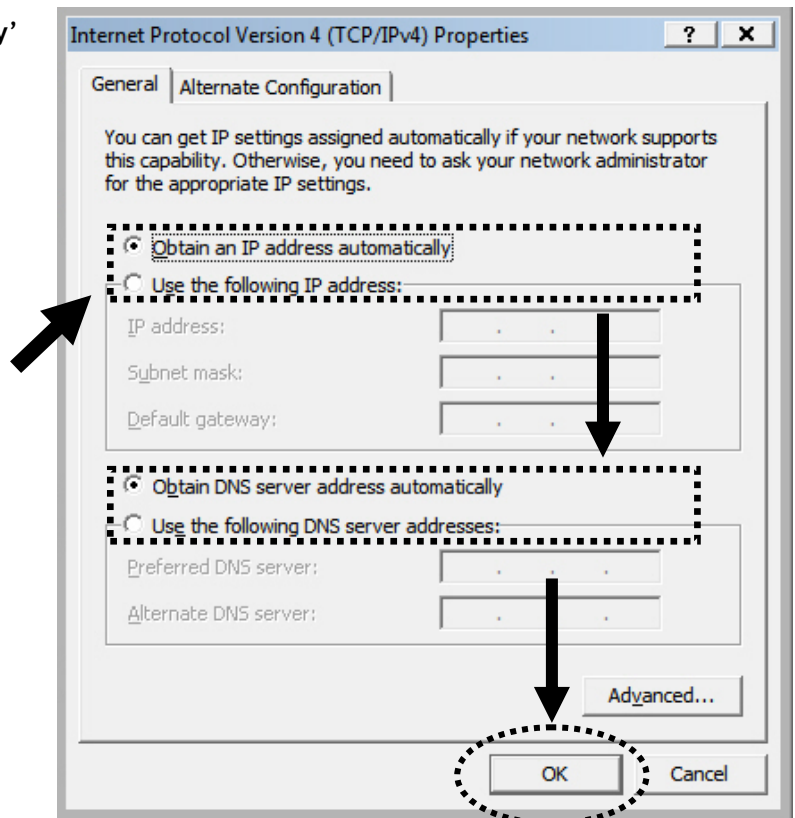 y’
Internet Protocol Version 4 (TCP/IPv4) Properties
? x
General
Alternate Configuration
You can get IP settings assigned automatically if your network supports
this capability. Otherwise, you need to ask your network administrator
for the appropriate IP settings.
Obtain an IP address automatically
Use the following IP address:
IP address:
Subnet mask:
Default gateway:
Obtain DNS server address automatically
Use the following DNS server addresses:
Preferred DNS server:
Alternate DNS server:
Advanced...
OK
Cancel